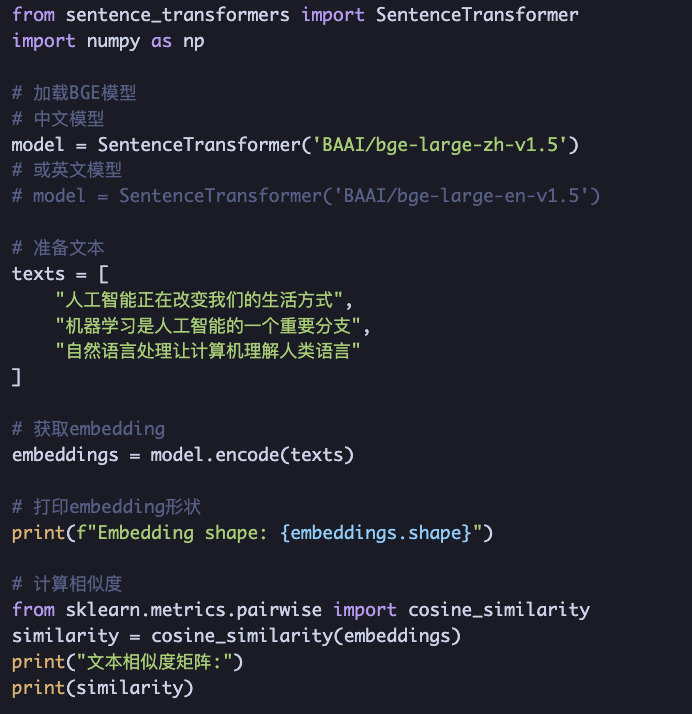 from sentence_transformers import SentenceTransformer
import numpy as np
# 加载BGE模型
# 中文模型
model = SentenceTransformer('BAAI/bge-large-zh-v1.5')
# 或英文模型
# model = SentenceTransformer('BAAI/bge-large-en-v1.5')
# 准备文本
texts = [
    "人工智能正在改变我们的生活方式",
    "机器学习是人工智能的一个重要分支",
    "自然语言处理让计算机理解人类语言"
]
# 获取embedding
embeddings = model.encode(texts)
# 打印embedding形状
print(f"Embedding shape: {embeddings.shape}")
# 计算相似度
from sklearn.metrics.pairwise import cosine_similarity
similarity = cosine_similarity(embeddings)
print("文本相似度矩阵:")
print(similarity)